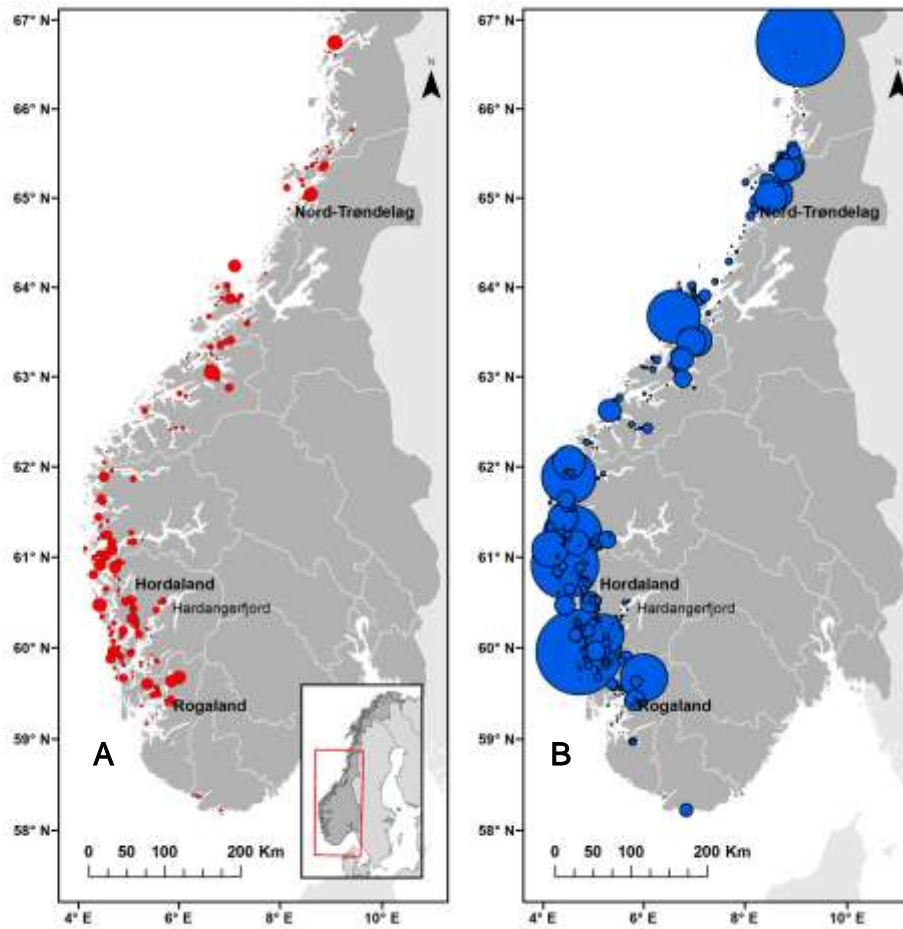 67° N
66° N
65° N
64° N
63° N
62° N
61° N
60° N
59° N
58° N
N
Nord-Trøndelag
Hordaland
Hardangerfjord
Rogaland
A
0 50 100 200 Km
4° E 6° E 8° E 10° E
67° N
66° N
65° N
64° N
63° N
62° N
61° N
60° N
59° N
58° N
N
Nord-Trøndelag
Hordaland
Hardangerfjord
Rogaland
B
0 50 100 200 Km
4° E 6° E 8° E 10° E